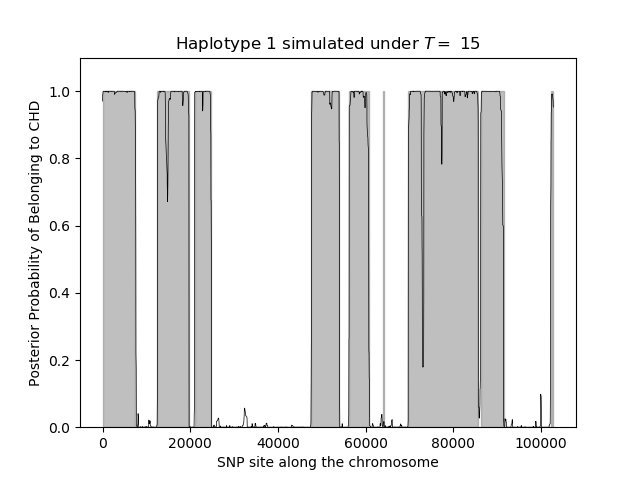 Haplotype 1 simulated under T = 15
Posterior Probability of Belonging to CHD
1.0
0.8
0.6
0.4
0.2
0.0
0 20000 40000 60000 80000 100000
SNP site along the chromosome